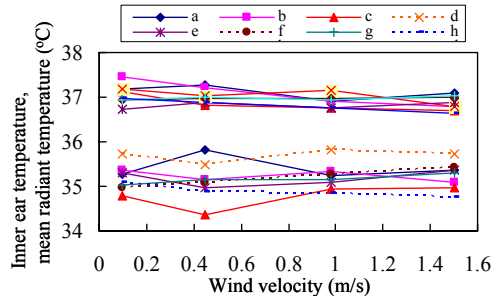 a b c d
e f g h
Inner ear temperature,
mean radiant temperature (ºC)
38
37
36
35
34
0 0.2 0.4 0.6 0.8 1 1.2 1.4 1.6
Wind velocity (m/s)